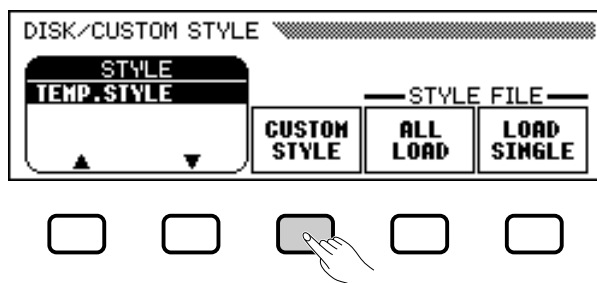 DISK/CUSTOM STYLE
STYLE
TEMP.STYLE
STYLE FILE
CUSTOM
STYLE
ALL
LOAD
LOAD
SINGLE